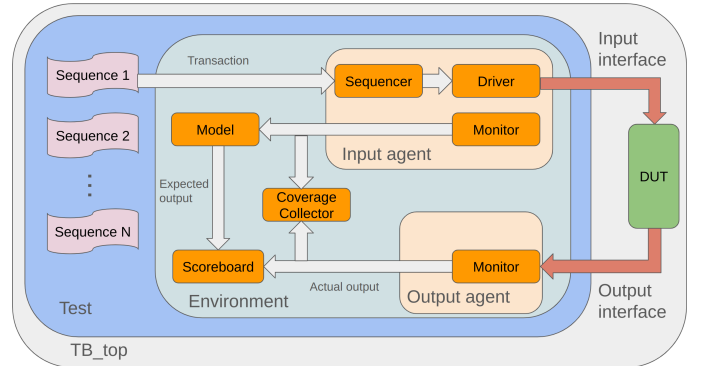 Input
interface
Transaction
Sequence 1
Sequencer
Driver
Sequence 2
Model
Monitor
Input agent
DUT
Expected
output
Coverage
Collector
Sequence N
Scoreboard
Monitor
Actual output
Output agent
Environment
Output
interface
Test
TB_top